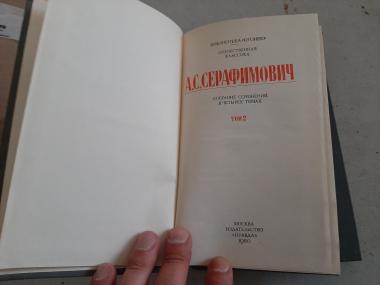 БИБЛИОТЕКА «ОГОНЕК»
ОТЕЧЕСТВЕННАЯ
КЛАССИКА
А.С.СЕРАФИМОВИЧ
СОБРАНИЕ СОЧИНЕНИЙ
В ЧЕТЫРЕХ ТОМАХ
ТОМ 2
МОСКВА
ИЗДАТЕЛЬСТВО
«ПРАВДА»
1980